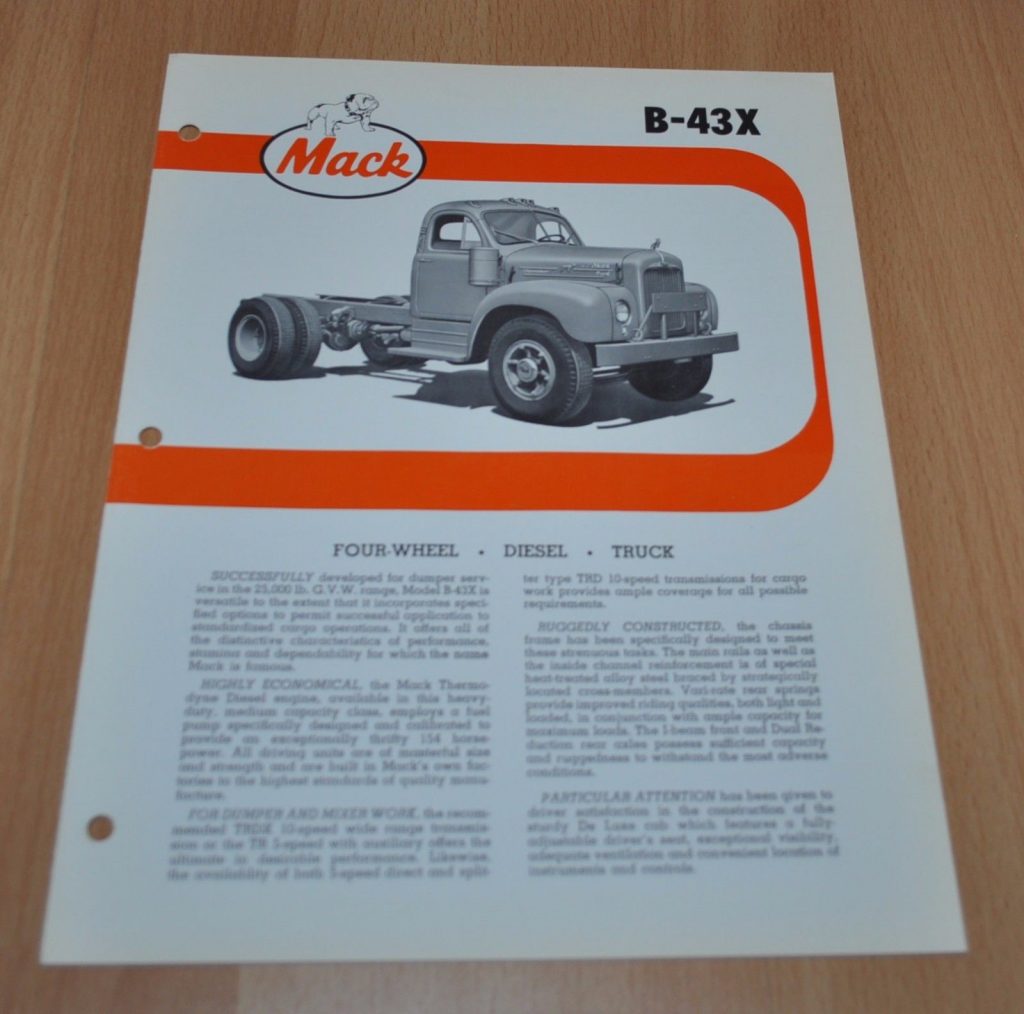 B-43X
Mack
FOUR-WHEEL • DIESEL • TRUCK
SUCCESSFULLY developed for dumper serv-
ice in the 23,000 lb. G.V.W. range, Model B-43X is
versatile to the extent that it incorporates speci-
fied options to permit successful application to
standardized cargo operations. It offers all of
the distinctive characteristics of performance,
stamina and dependability for which the name
Mack is famous.
HIGHLY ECONOMICAL, the Mack Thermo-
dyne Diesel engine, available in this heavy-
duty, medium capacity class, employs a fuel
pump specifically designed and calibrated to
provide an exceptionally thrifty 154 horse-
power. All driving units are of masterful size
and strength and are built in Mack's own fac-
tories to the highest standards of quality manu-
facture.
FOR DUMPER AND MIXER WORK, the recom-
mended TRDX 10-speed wide range transmis-
sion or the TR 5-speed with auxiliary offers the
ultimate in desirable performance. Likewise,
the availability of both 5-speed direct and split-
ter type TRD 10-speed transmissions for cargo
work provides ample coverage for all possible
requirements.
RUGGEDLY CONSTRUCTED, the chassis
frame has been specifically designed to meet
these strenuous tasks. The main rails as well as
the inside channel reinforcement is of special
heat-treated alloy steel braced by strategically
located cross-members. Vari-rate rear springs
provide improved riding qualities, both light and
loaded, in conjunction with ample capacity for
maximum loads. The I-beam front and Dual Re-
duction rear axles possess sufficient capacity
and ruggedness to withstand the most adverse
conditions.
PARTICULAR ATTENTION has been given to
driver satisfaction in the construction of the
sturdy De Luxe cab which features a fully-
adjustable driver's seat, exceptional visibility,
adequate ventilation and convenient location of
instruments and controls.